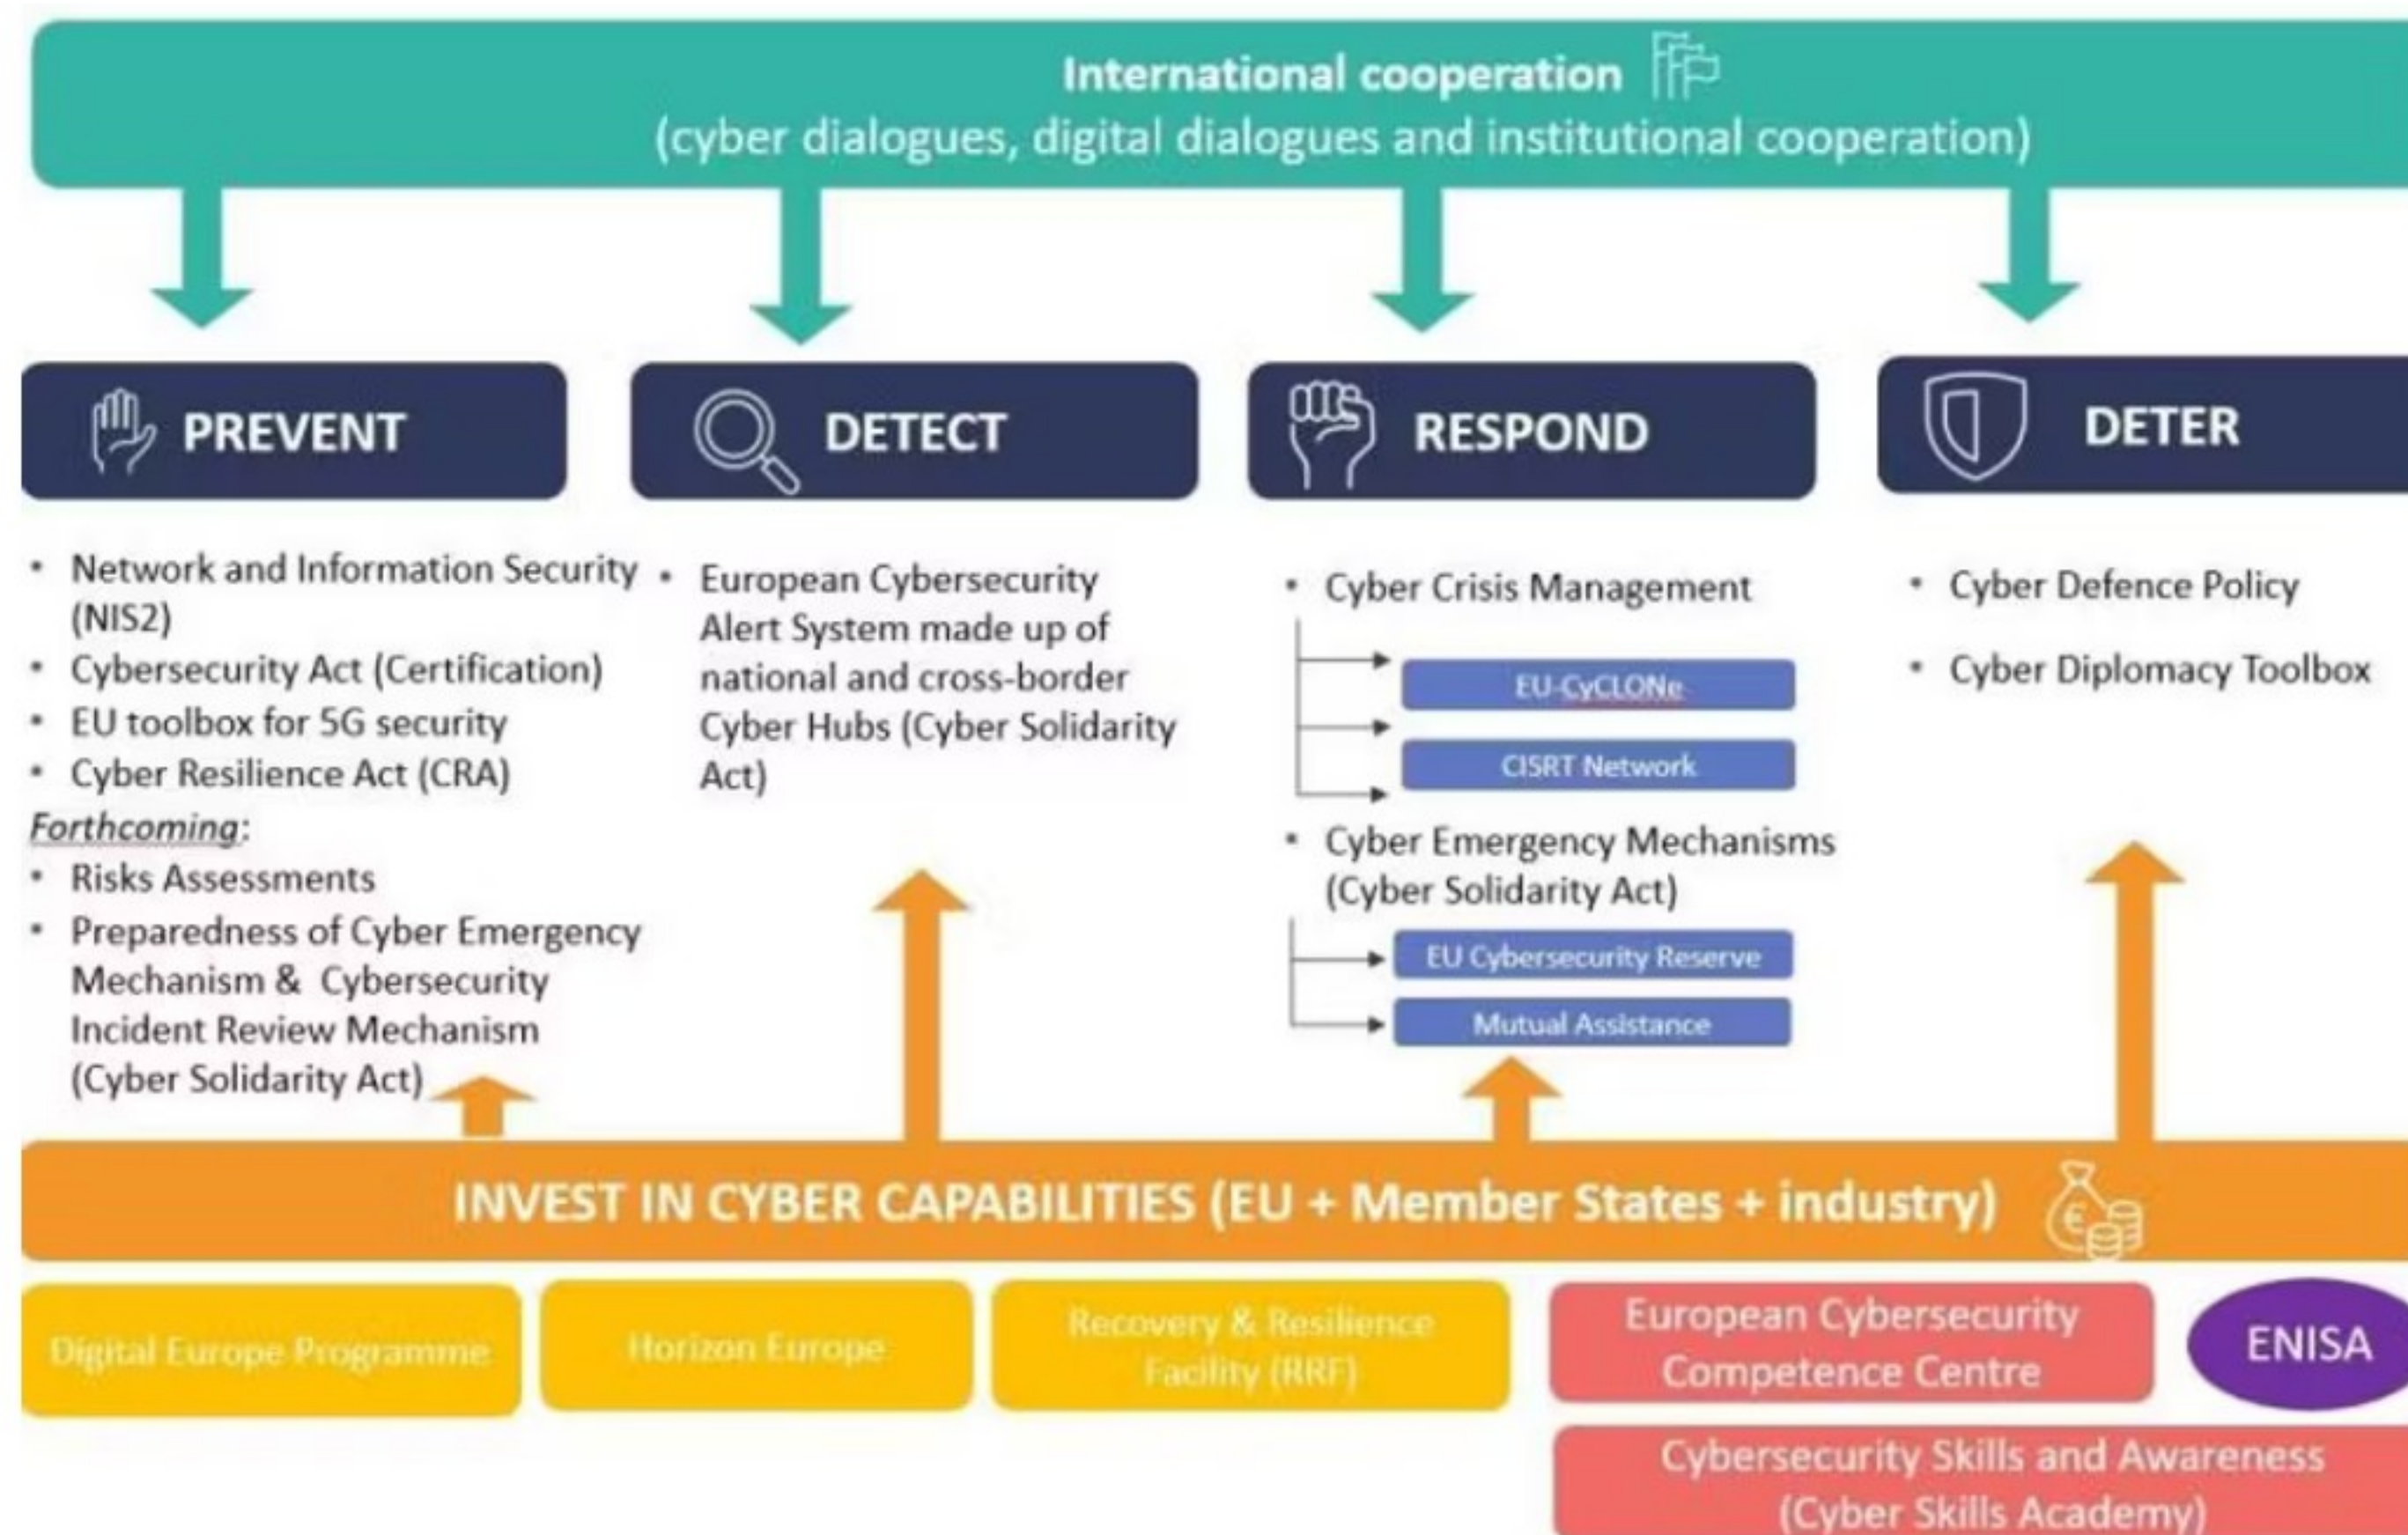 International cooperation
(cyber dialogues, digital dialogues and institutional cooperation)
PREVENT
DETECT
RESPOND
DETER
• Network and Information Security
(NIS2)
• Cybersecurity Act (Certification)
• EU toolbox for 5G security
• Cyber Resilience Act (CRA)
Forthcoming:
• Risks Assessments
• Preparedness of Cyber Emergency
Mechanism & Cybersecurity
Incident Review Mechanism
(Cyber Solidarity Act)
• European Cybersecurity
Alert System made up of
national and cross-border
Cyber Hubs (Cyber Solidarity
Act)
• Cyber Crisis Management
EU-CyCLONe
CISRT Network
• Cyber Emergency Mechanisms
(Cyber Solidarity Act)
EU Cybersecurity Reserve
Mutual Assistance
• Cyber Defence Policy
• Cyber Diplomacy Toolbox
INVEST IN CYBER CAPABILITIES (EU + Member States + industry)
€
Digital Europe Programme
Horizon Europe
Recovery & Resilience
Facility (RRF)
European Cybersecurity
Competence Centre
ENISA
Cybersecurity Skills and Awareness
(Cyber Skills Academy)